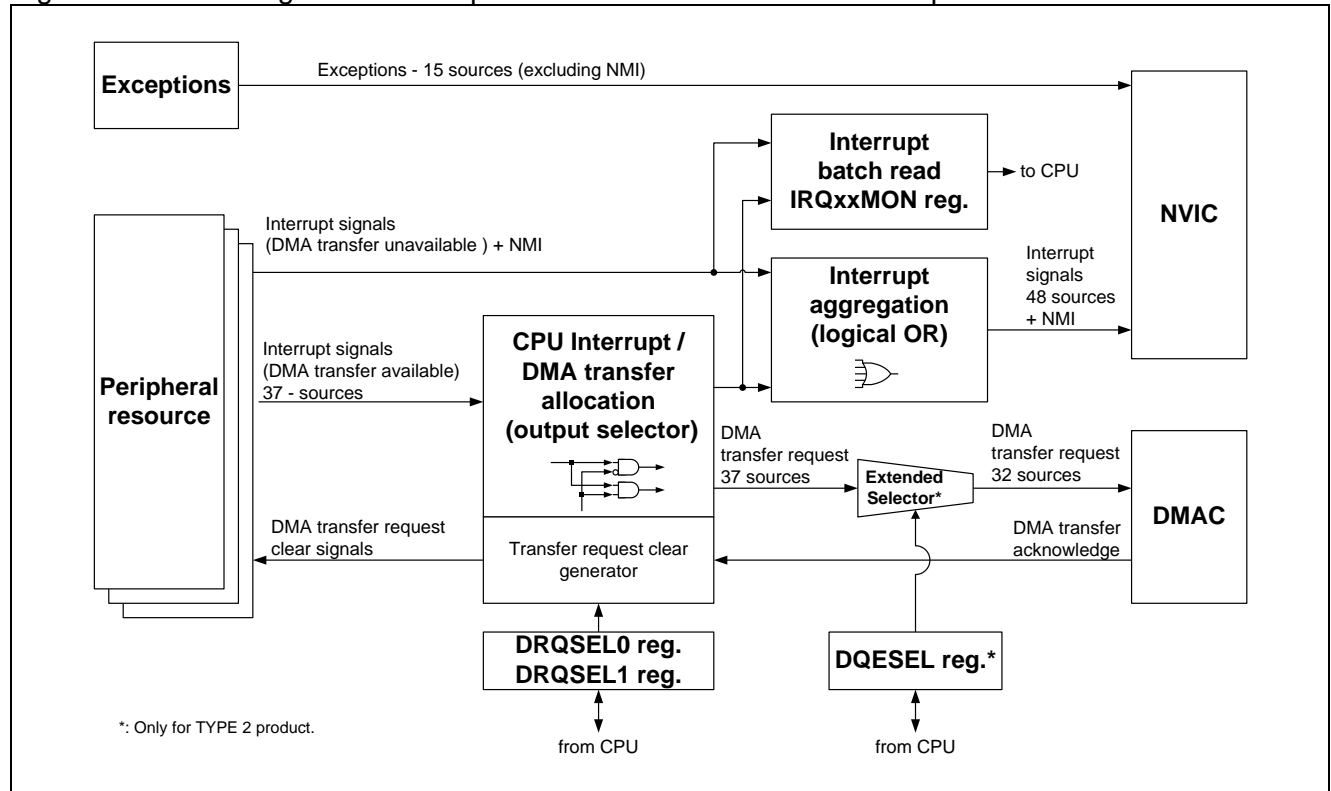 Exceptions
Exceptions - 15 sources (excluding NMI)
Interrupt
batch read
IRQxxMON reg.
to CPU
NVIC
Interrupt signals
(DMA transfer unavailable ) + NMI
Interrupt
aggregation
(logical OR)
Interrupt
signals
48 sources
+ NMI
Peripheral
resource
Interrupt signals
(DMA transfer available)
37 - sources
CPU Interrupt /
DMA transfer
allocation
(output selector)
DMA
transfer request
37 sources
Extended
Selector*
DMA
transfer request
32 sources
DMAC
DMA transfer request
clear signals
Transfer request clear
generator
DMA transfer
acknowledge
DRQSEL0 reg.
DRQSEL1 reg.
DQESEL reg.*
*: Only for TYPE 2 product.
from CPU
from CPU